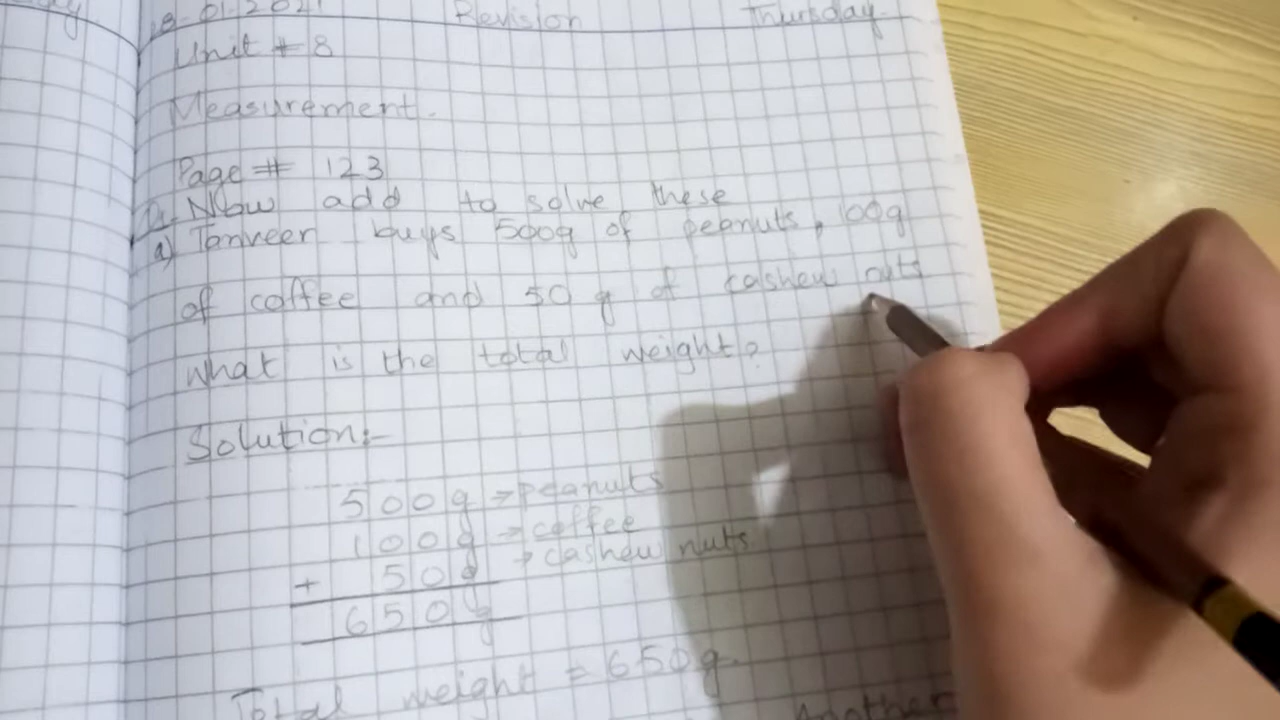 Revision Thursday
Unit # 8
Measurement.
Page # 123
Q:- Now add to solve these
a) Tanveer buys 500g of peanuts, 100g
of coffee and 50 g of cashew nuts
what is the total weight?
Solution:-
500g → peanuts
100g → coffee
+ 50g → cashew nuts
650g
Total weight = 650g.
Another